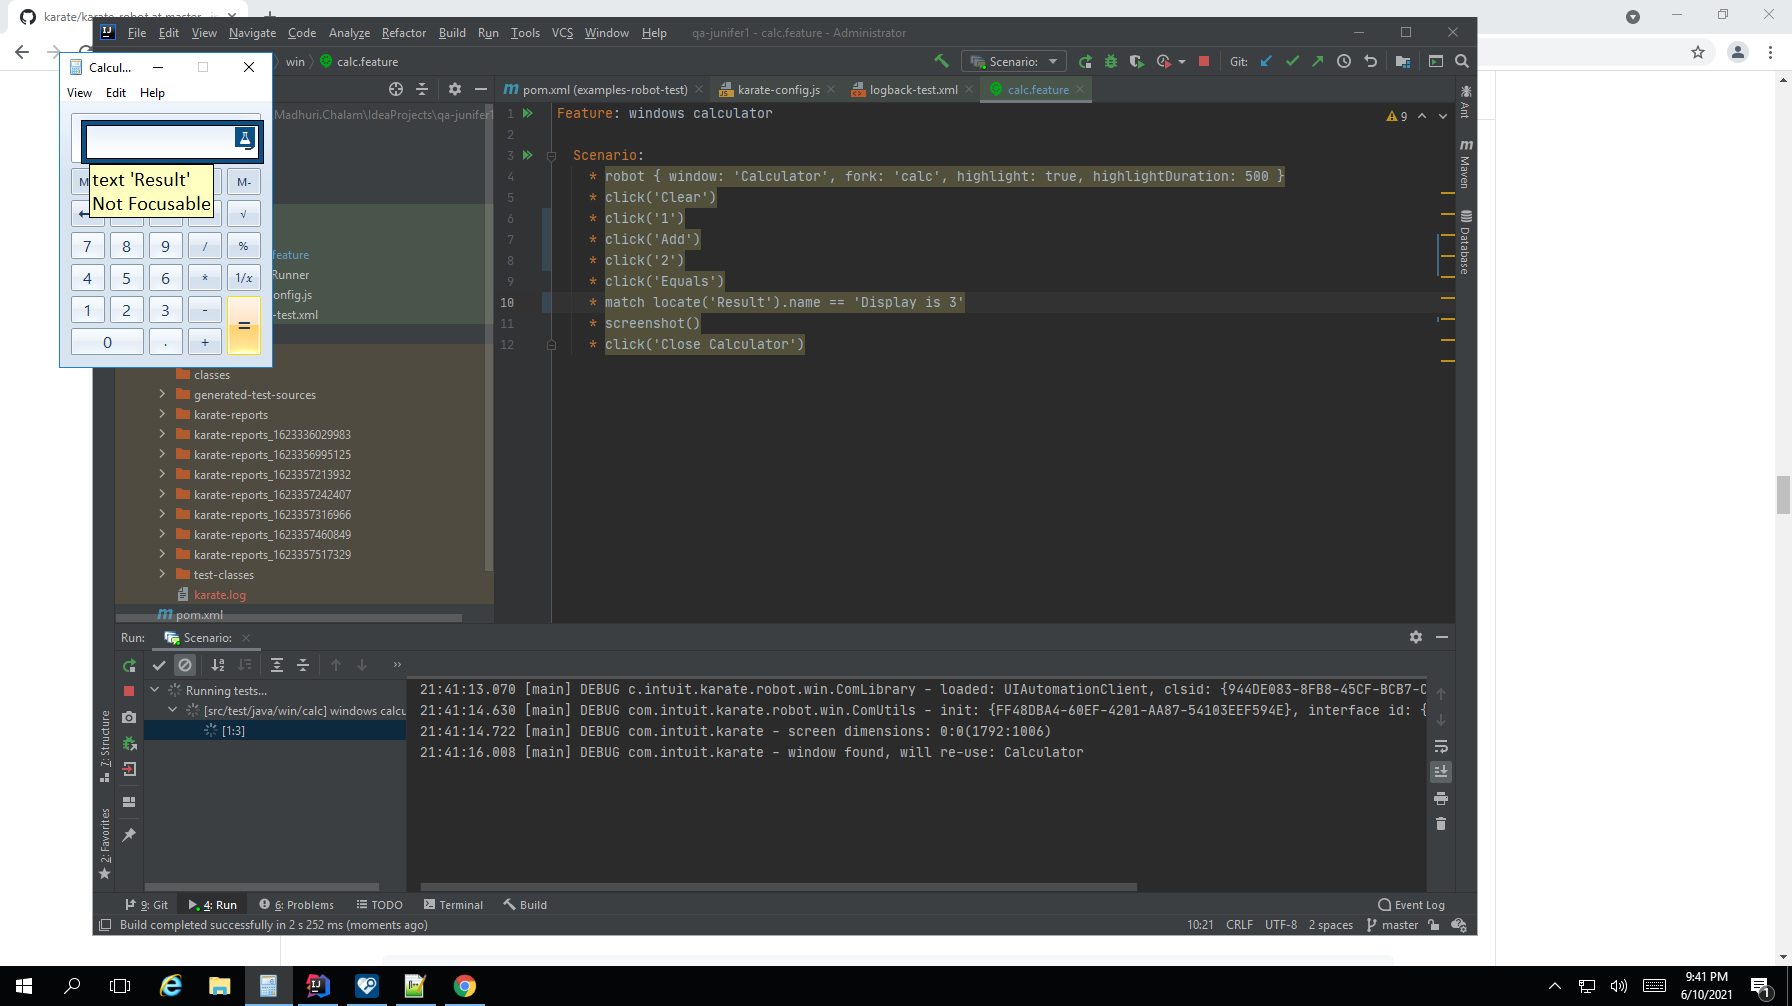 karate/karate-robot at master
File Edit View Navigate Code Analyze Refactor Build Run Tools VCS Window Help qa-junifer1 - calc.feature - Administrator
win calc.feature
Scenario:
Git:
pom.xml (examples-robot-test)
karate-config.js
logback-test.xml
calc.feature
Calcul...
View Edit Help
text 'Result'
Not Focusable
M-
√
7 8 9 / %
4 5 6 * 1/x
1 2 3 - =
0 . +
Madhuri.Chalam\IdeaProjects\qa-junifer1
feature
Runner
onfig.js
-test.xml
classes
generated-test-sources
karate-reports
karate-reports_1623336029983
karate-reports_1623356995125
karate-reports_1623357213932
karate-reports_1623357242407
karate-reports_1623357316966
karate-reports_1623357460849
karate-reports_1623357517329
test-classes
karate.log
pom.xml
1 Feature: windows calculator
2
3 Scenario:
4 * robot { window: 'Calculator', fork: 'calc', highlight: true, highlightDuration: 500 }
5 * click('Clear')
6 * click('1')
7 * click('Add')
8 * click('2')
9 * click('Equals')
10 * match locate('Result').name == 'Display is 3'
11 * screenshot()
12 * click('Close Calculator')
9
Ant
Maven
Database
Run: Scenario:
Running tests...
[src/test/java/win/calc] windows calcu
[1:3]
21:41:13.070 [main] DEBUG c.intuit.karate.robot.win.ComLibrary - loaded: UIAutomationClient, clsid: {944DE083-8FB8-45CF-BCB7-C
21:41:14.630 [main] DEBUG com.intuit.karate.robot.win.ComUtils - init: {FF48DBA4-60EF-4201-AA87-54103EEF594E}, interface id: {
21:41:14.722 [main] DEBUG com.intuit.karate - screen dimensions: 0:0(1792:1006)
21:41:16.008 [main] DEBUG com.intuit.karate - window found, will re-use: Calculator
7: Structure
2: Favorites
9: Git 4: Run 6: Problems TODO Terminal Build Event Log
Build completed successfully in 2 s 252 ms (moments ago)
10:21 CRLF UTF-8 2 spaces master
9:41 PM
6/10/2021
1